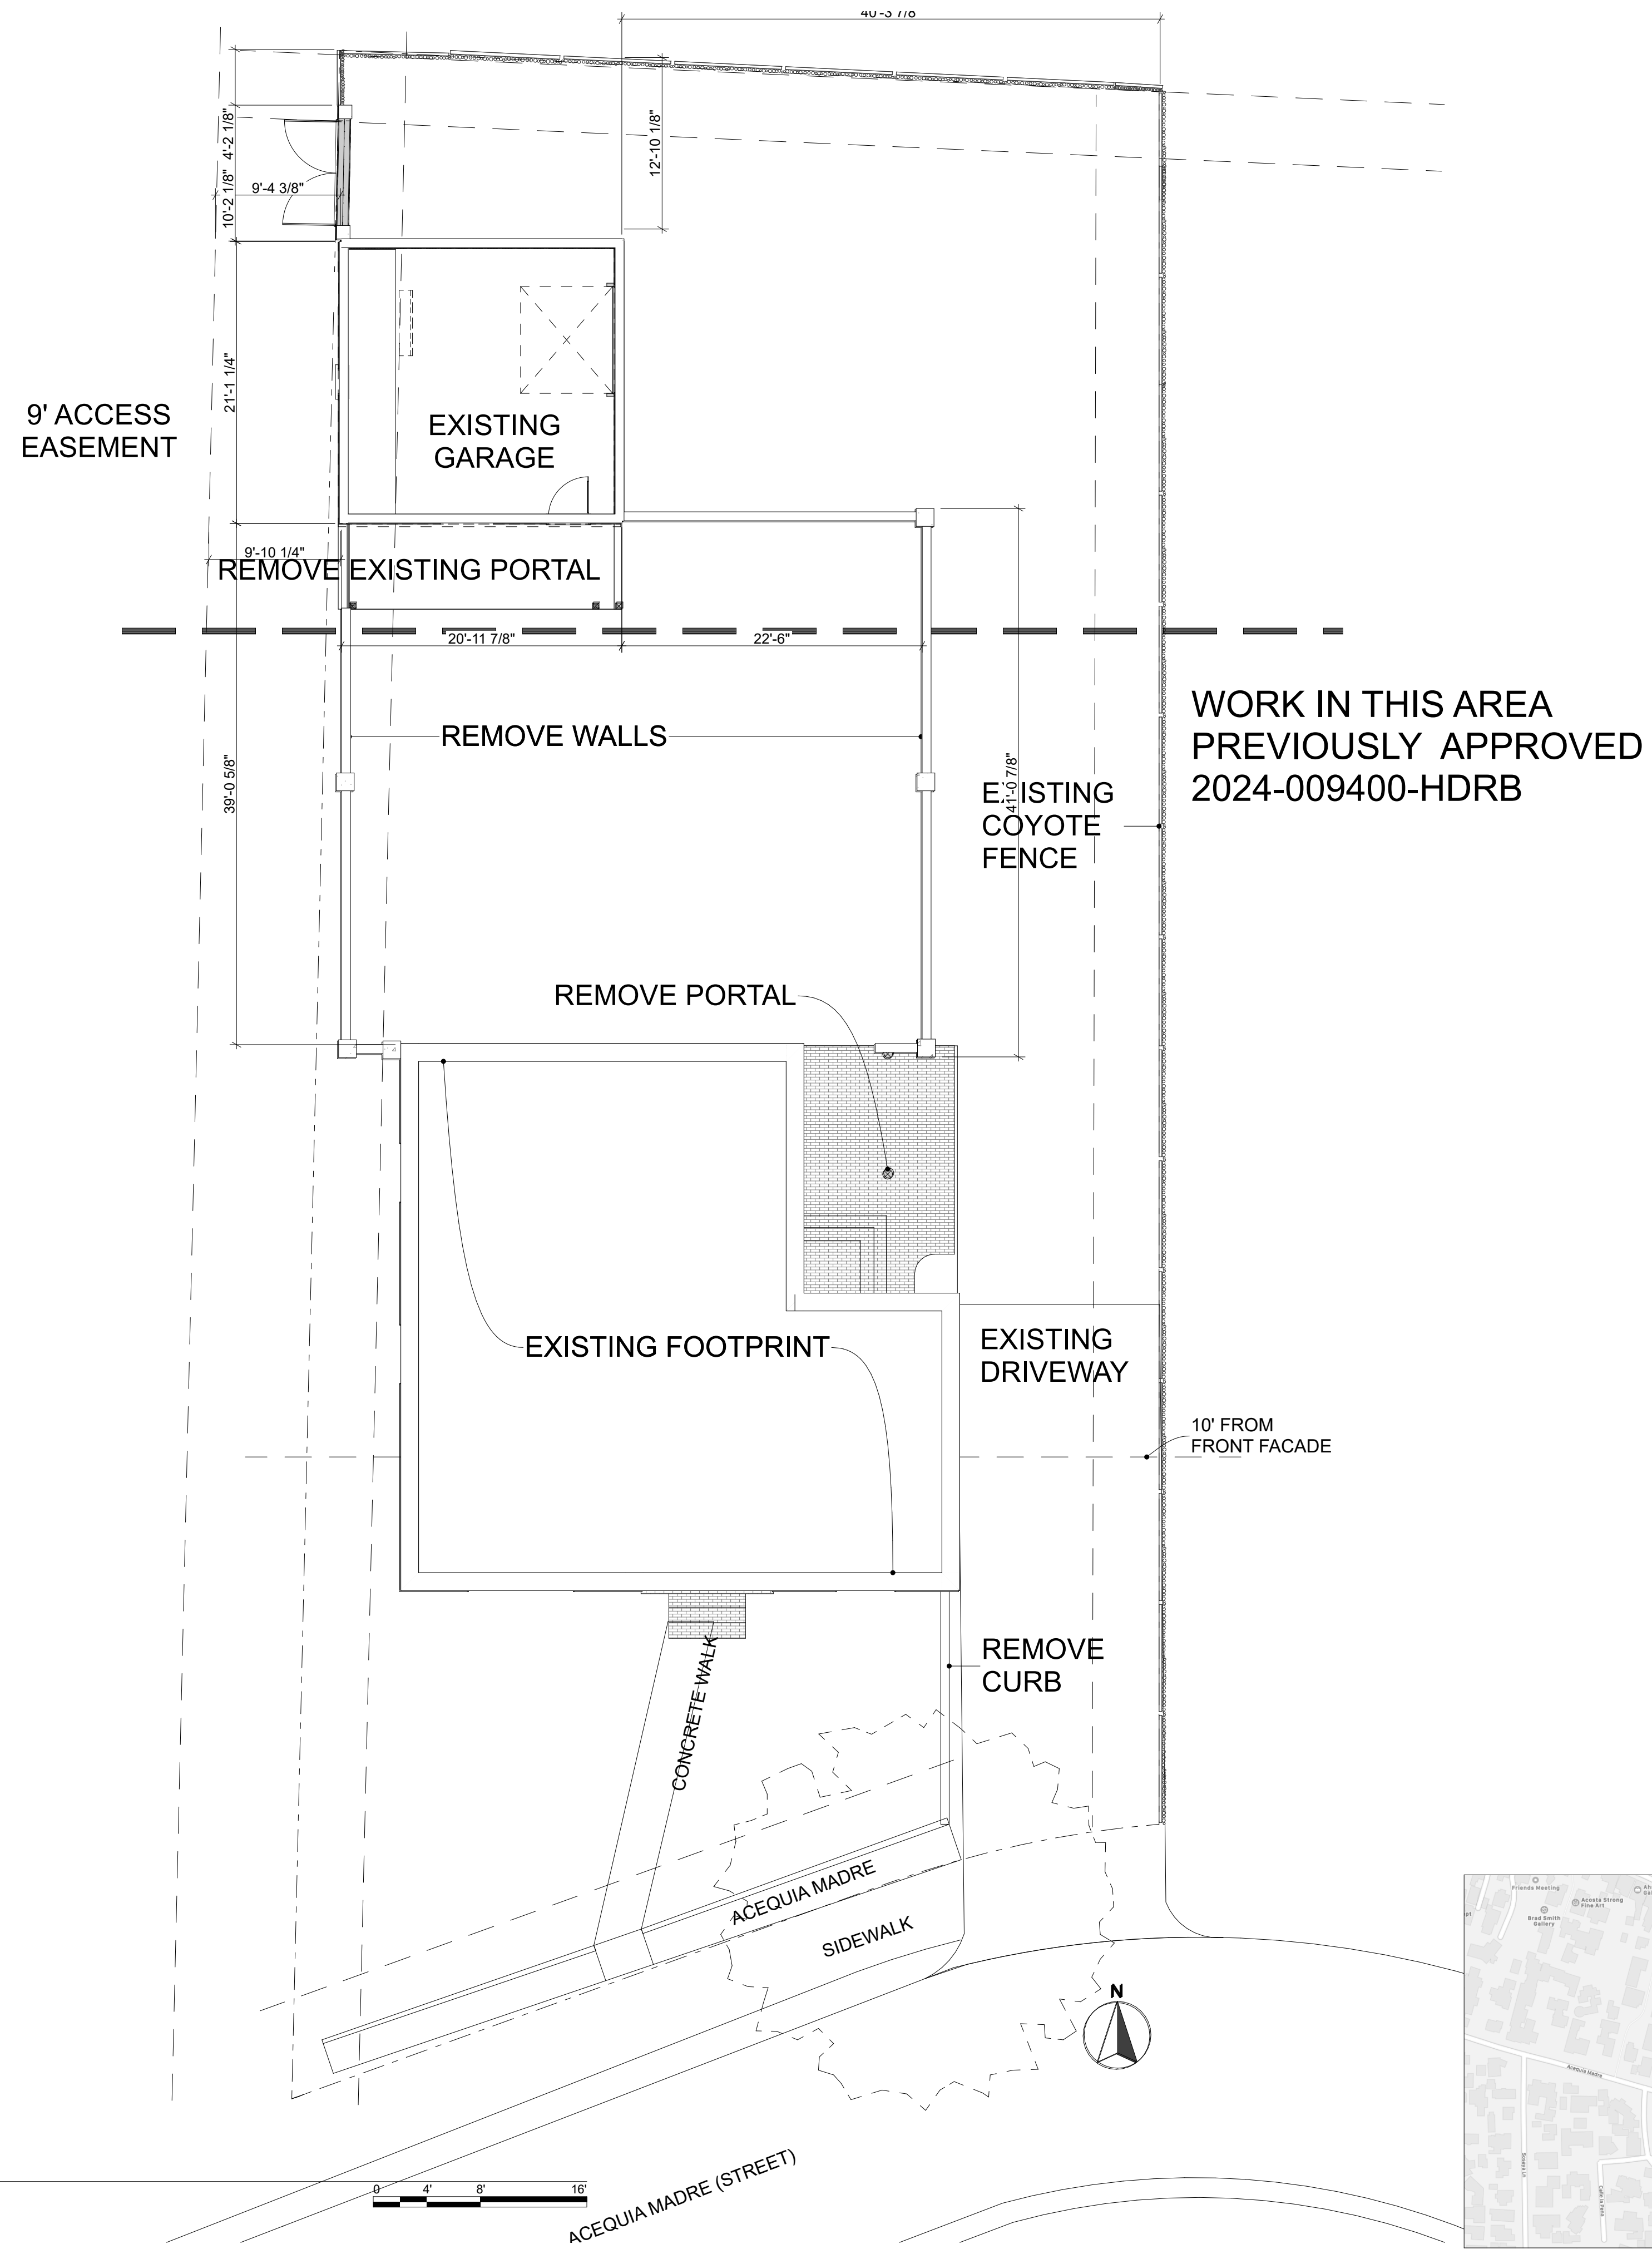 40'-3 7/8"
4'-2 1/8"
10'-2 1/8"
9'-4 3/8"
12'-10 1/8"
21'-1 1/4"
9' ACCESS
EASEMENT
EXISTING
GARAGE
9'-10 1/4"
REMOVE EXISTING PORTAL
20'-11 7/8"
22'-6"
REMOVE WALLS
WORK IN THIS AREA
PREVIOUSLY APPROVED
2024-009400-HDRB
39'-0 5/8"
41'-0 7/8"
EXISTING
COYOTE
FENCE
REMOVE PORTAL
EXISTING FOOTPRINT
EXISTING
DRIVEWAY
10' FROM
FRONT FACADE
REMOVE
CURB
CONCRETE WALK
ACEQUIA MADRE
SIDEWALK
N
ACEQUIA MADRE (STREET)
0 4' 8' 16'
Friends Meeting
Acosta Strong
Fine Art
Brad Smith
Gallery
Acequia Madre